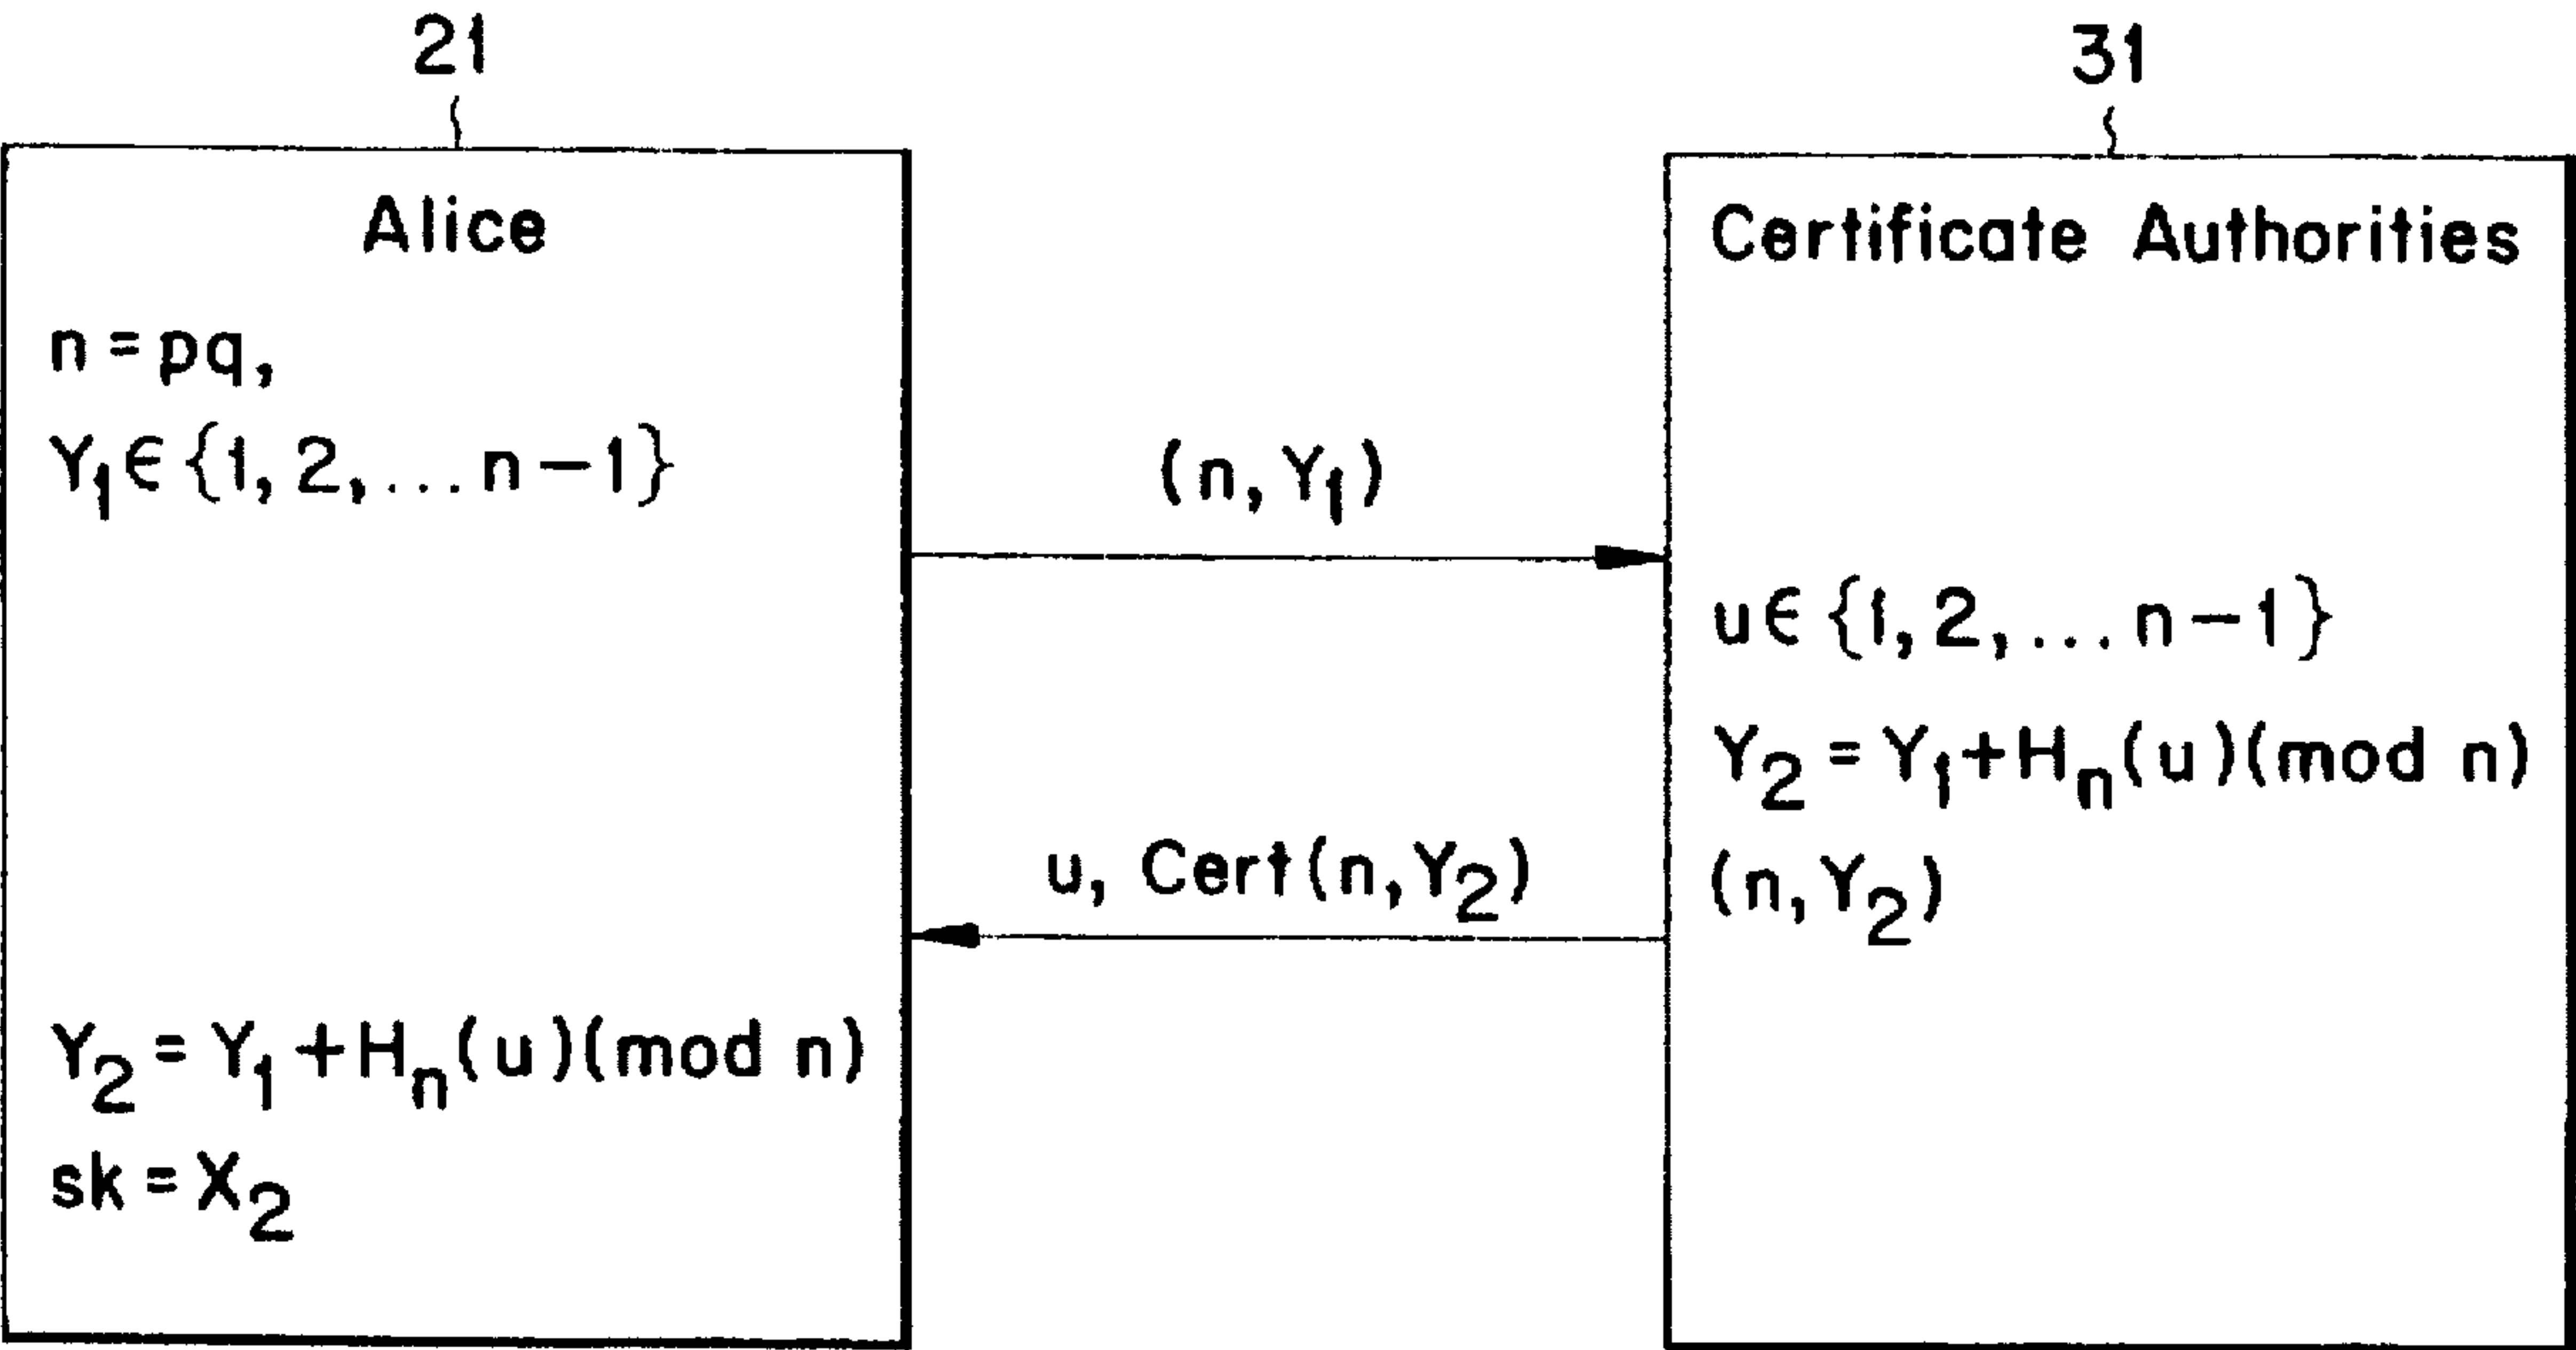 21
31
Alice
n = pq,
Y₁ ∈ {1, 2, ... n − 1}
(n, Y₁)
Certificate Authorities
u ∈ {1, 2, ... n − 1}
Y₂ = Y₁ + Hₙ(u)(mod n)
(n, Y₂)
u, Cert(n, Y₂)
Y₂ = Y₁ + Hₙ(u)(mod n)
sk = X₂